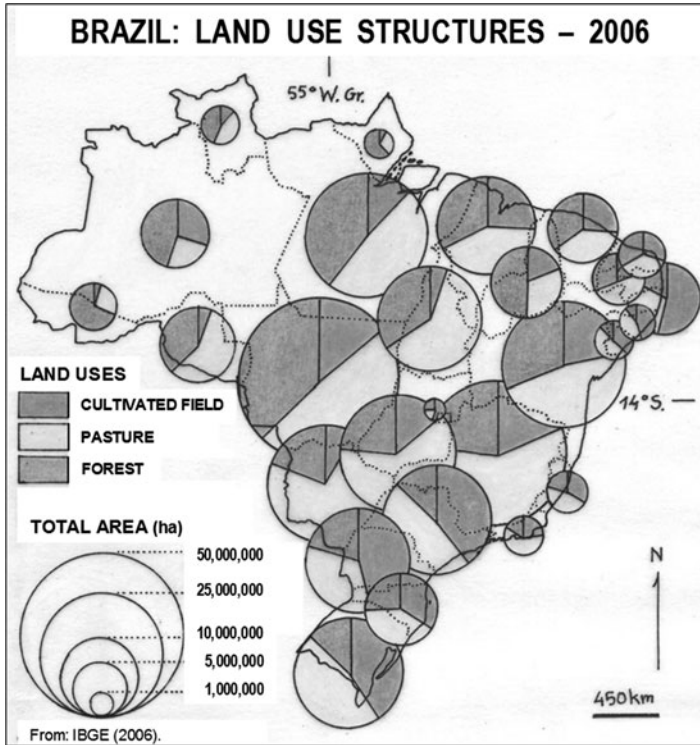 BRAZIL: LAND USE STRUCTURES – 2006
55° W. Gr.
LAND USES
CULTIVATED FIELD
PASTURE
FOREST
14° S.
TOTAL AREA (ha)
50,000,000
25,000,000
10,000,000
5,000,000
1,000,000
N
450km
From: IBGE (2006).